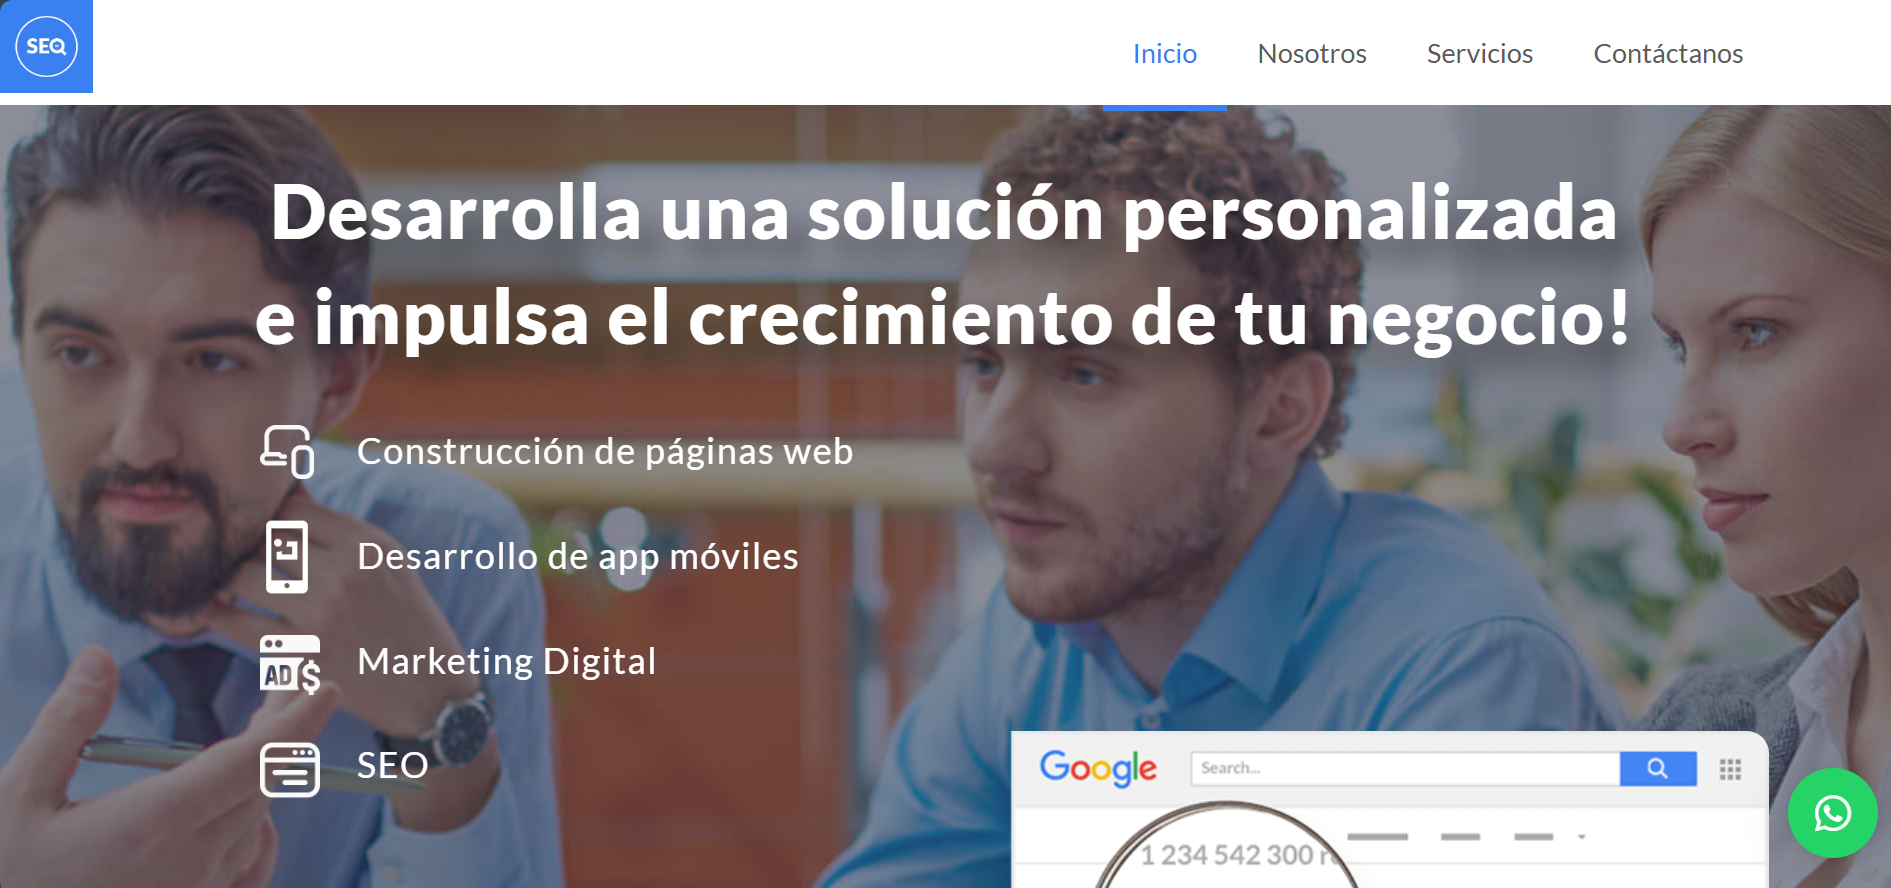 SEO
Inicio
Nosotros
Servicios
Contáctanos
Desarrolla una solución personalizada
e impulsa el crecimiento de tu negocio!
Construcción de páginas web
Desarrollo de app móviles
AD $
Marketing Digital
SEO
Google
Search...
1 234 542 300